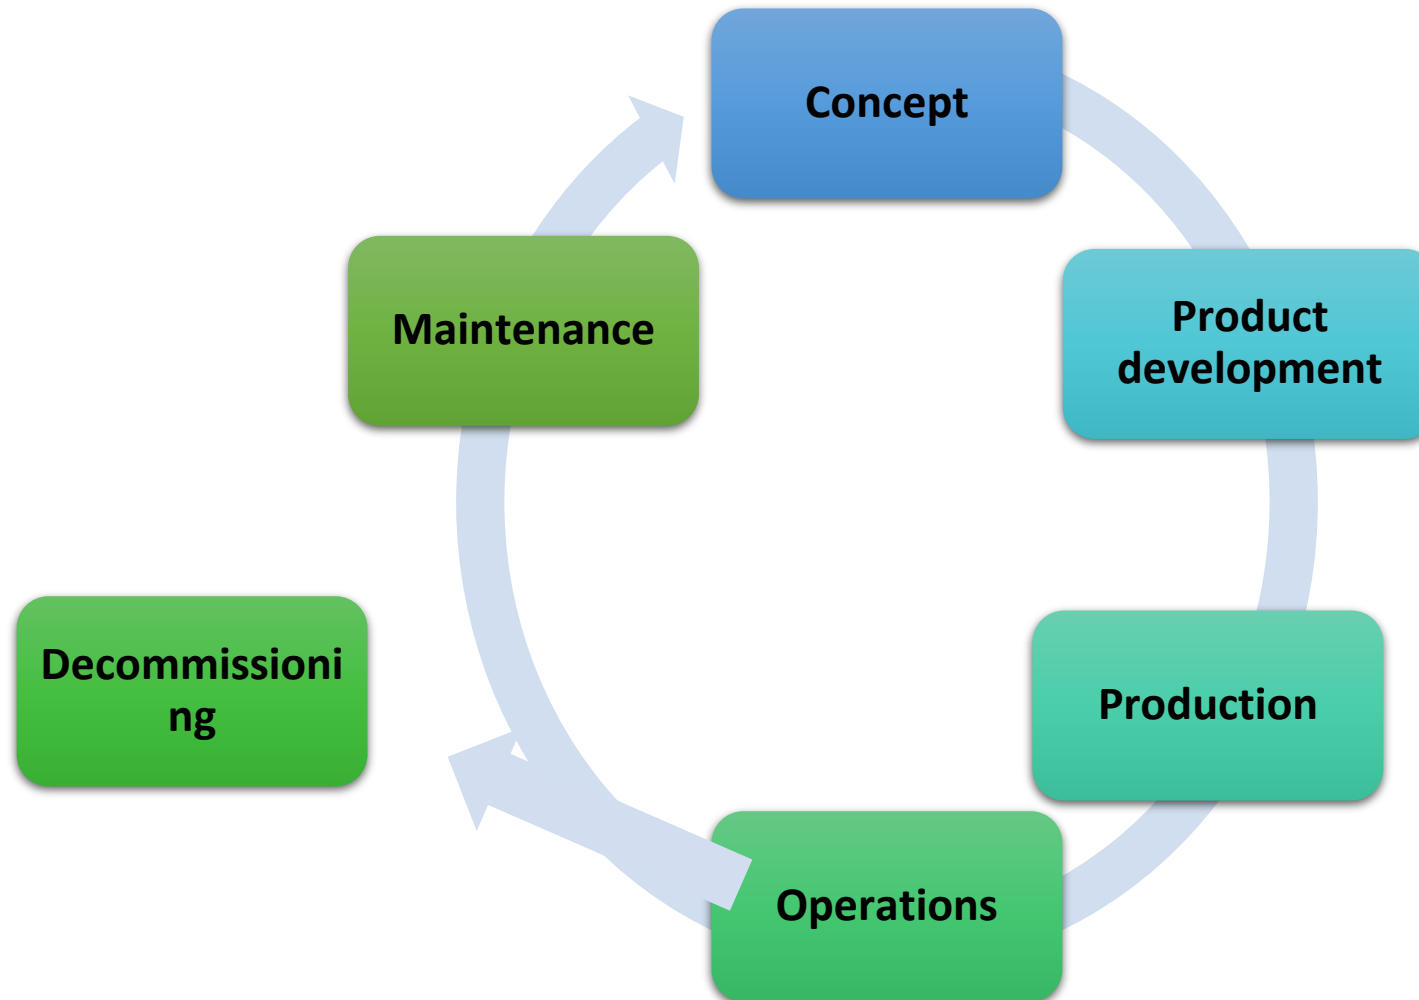 Concept
Product
development
Production
Operations
Decommissioni
ng
Maintenance